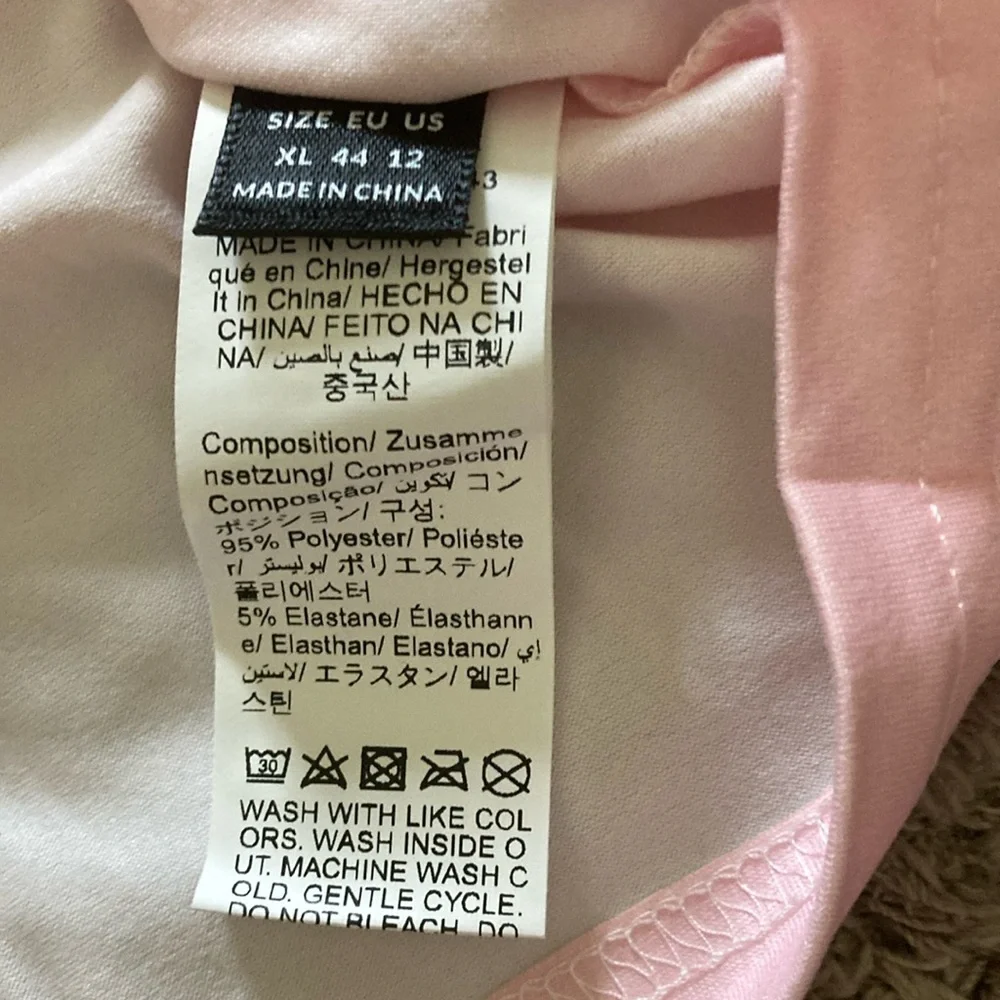 SIZE EU US
XL 44 12
MADE IN CHINA
3
MADE IN CHINA/ Fabri
qué en Chine/ Hergestel
lt in China/ HECHO EN
CHINA/ FEITO NA CHI
NA/ صنع بالصين/ 中国製/
중국산
Composition/ Zusamme
nsetzung/ Composición/
Composição/ تكوين/ コン
ポジション/ 구성:
95% Polyester/ Poliéste
r/ بوليستر/ ポリエステル/
폴리에스터
5% Elastane/ Élasthann
e/ Elasthan/ Elastano/ إي
لاستين/ エラスタン/ 엘라
스틴
30
WASH WITH LIKE COL
ORS. WASH INSIDE O
UT. MACHINE WASH C
OLD. GENTLE CYCLE.
DO NOT BLEACH. DO